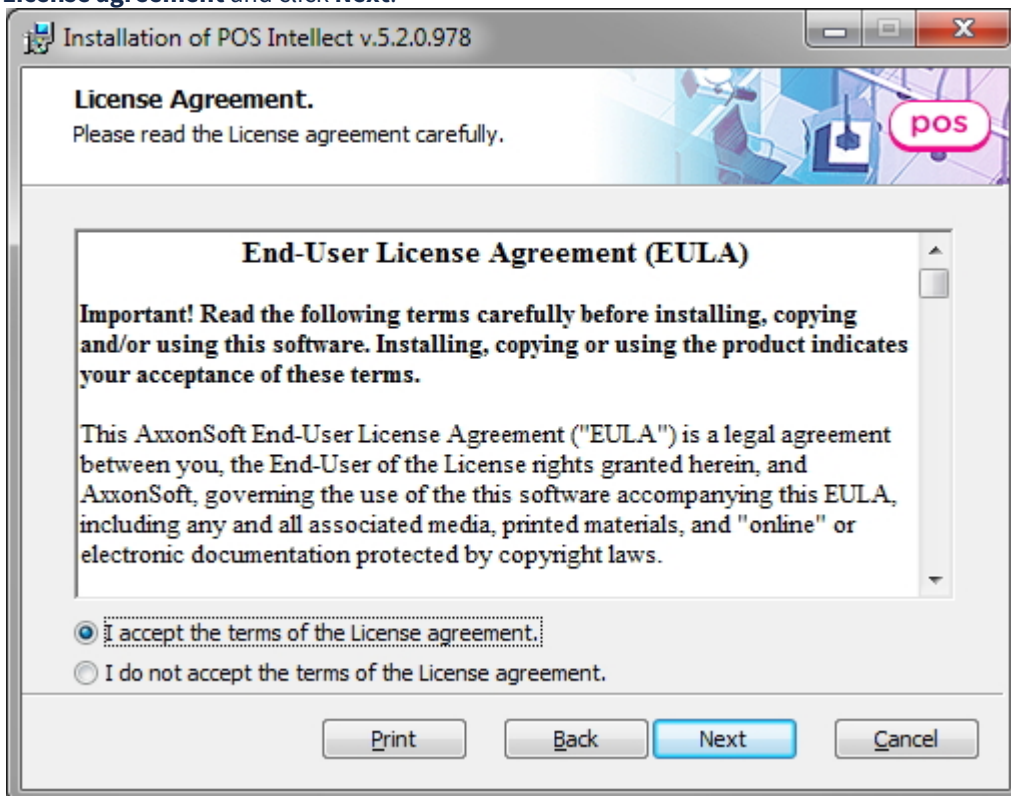 License agreement and click Next.
Installation of POS Intellect v.5.2.0.978
License Agreement.
Please read the License agreement carefully.
pos
End-User License Agreement (EULA)
Important! Read the following terms carefully before installing, copying
and/or using this software. Installing, copying or using the product indicates
your acceptance of these terms.
This AxxonSoft End-User License Agreement ("EULA") is a legal agreement
between you, the End-User of the License rights granted herein, and
AxxonSoft, governing the use of the this software accompanying this EULA,
including any and all associated media, printed materials, and "online" or
electronic documentation protected by copyright laws.
I accept the terms of the License agreement.
I do not accept the terms of the License agreement.
Print Back Next Cancel